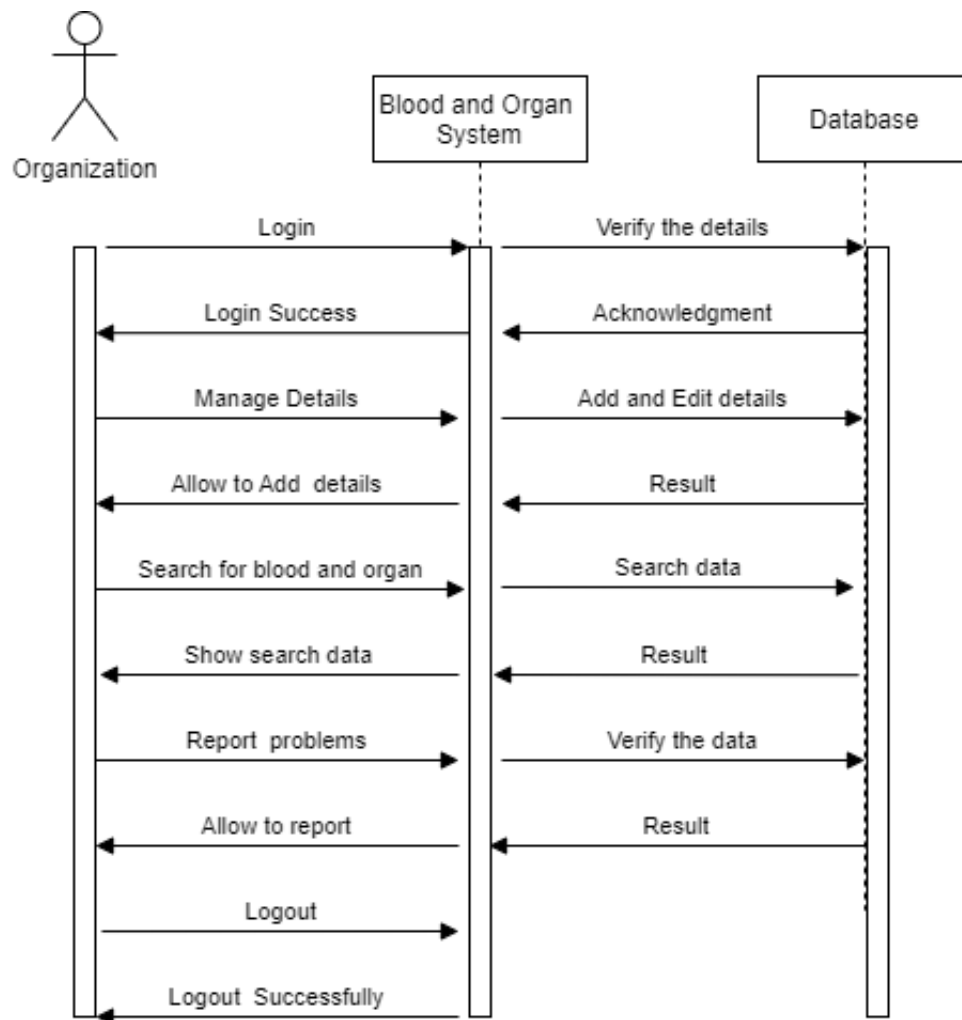 Organization
Blood and Organ
System
Database
Login
Verify the details
Login Success
Acknowledgment
Manage Details
Add and Edit details
Allow to Add details
Result
Search for blood and organ
Search data
Show search data
Result
Report problems
Verify the data
Allow to report
Result
Logout
Logout Successfully